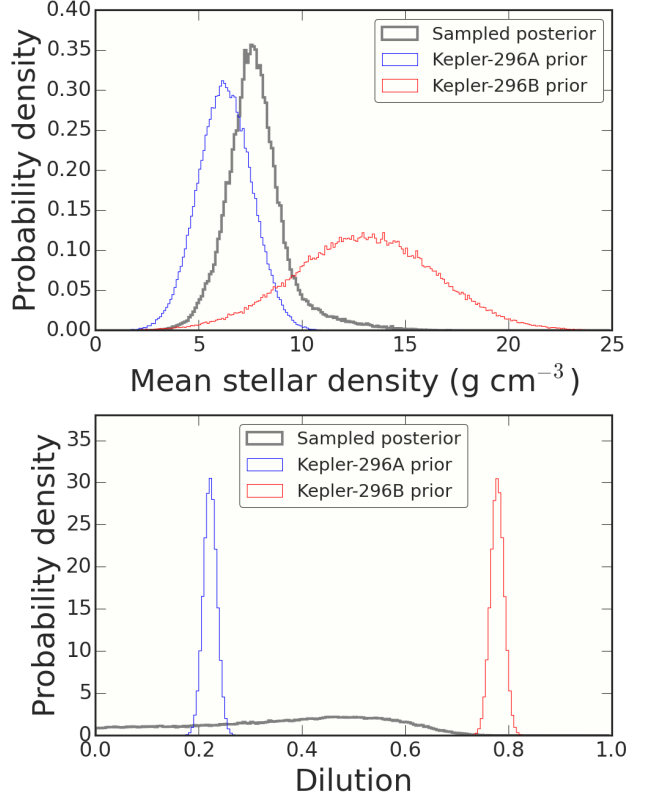 0.40
0.35
0.30
0.25
0.20
0.15
0.10
0.05
0.00
Probability density
Sampled posterior
Kepler-296A prior
Kepler-296B prior
0 5 10 15 20 25
Mean stellar density (g cm⁻³)
35
30
25
20
15
10
5
0
Probability density
Sampled posterior
Kepler-296A prior
Kepler-296B prior
0.0 0.2 0.4 0.6 0.8 1.0
Dilution